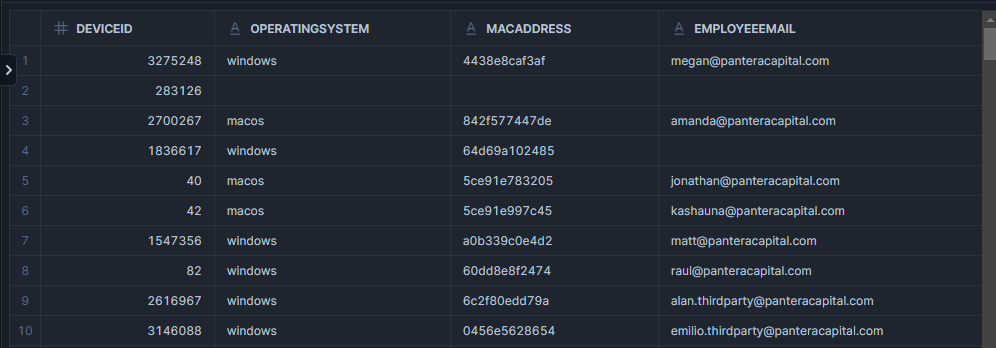 # DEVICEID A OPERATINGSYSTEM A MACADDRESS A EMPLOYEEEMAIL
1 3275248 windows 4438e8caf3af megan@panteracapital.com
2 283126
3 2700267 macos 842f577447de amanda@panteracapital.com
4 1836617 windows 64d69a102485
5 40 macos 5ce91e783205 jonathan@panteracapital.com
6 42 macos 5ce91e997c45 kashauna@panteracapital.com
7 1547356 windows a0b339c0e4d2 matt@panteracapital.com
8 82 windows 60dd8e8f2474 raul@panteracapital.com
9 2616967 windows 6c2f80edd79a alan.thirdparty@panteracapital.com
10 3146088 windows 0456e5628654 emilio.thirdparty@panteracapital.com